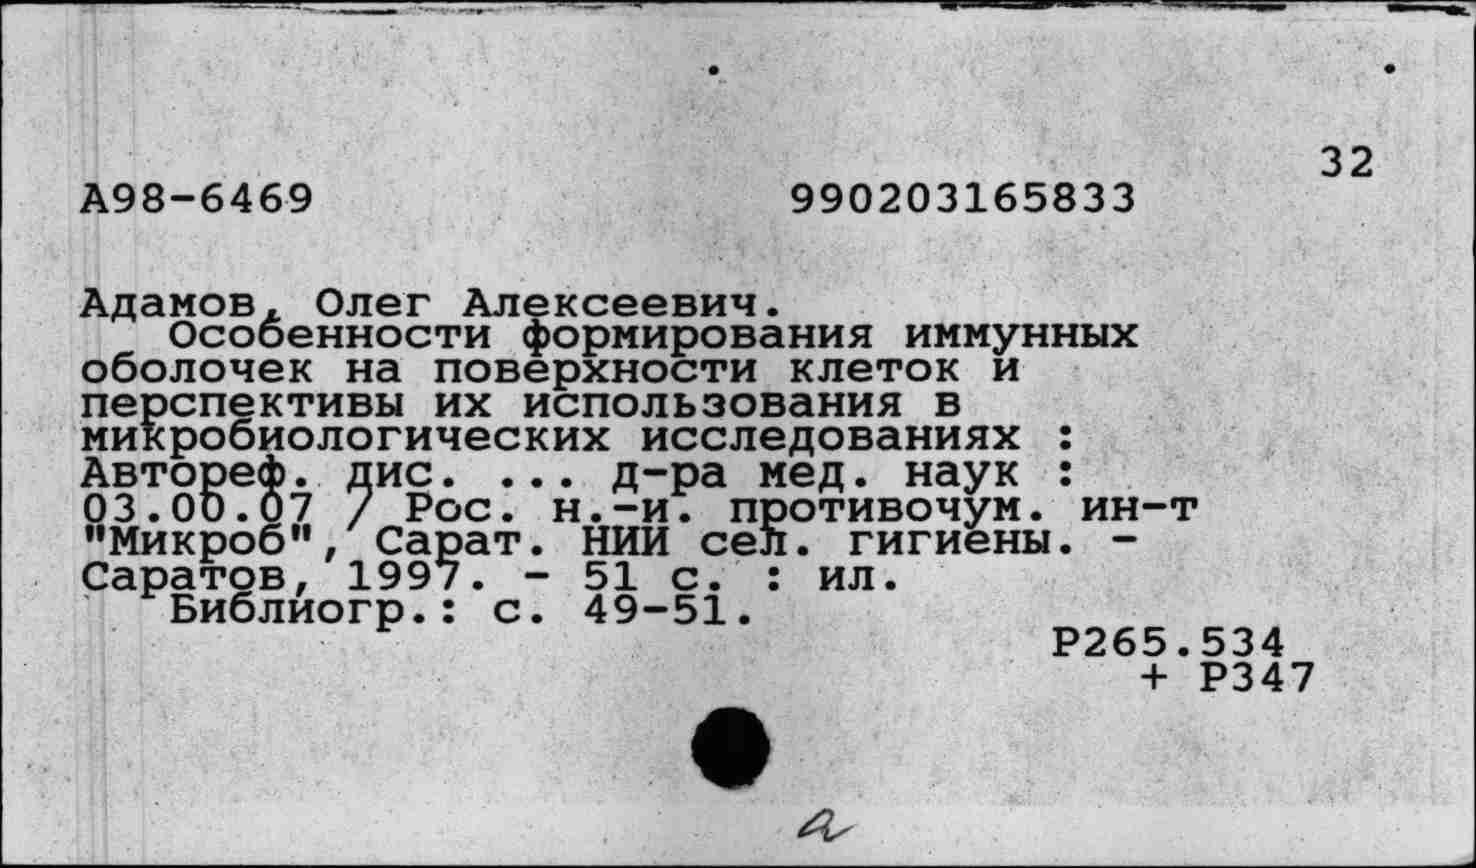 32
А98-6469 990203165833
Адамов, Олег Алексеевич.
Особенности формирования иммунных
оболочек на поверхности клеток и
перспективы их использования в
микробиологических исследованиях :
Автореф. дис. ... д-ра мед. наук :
03.00.07 / Рос. н.-и. противочум. ин-т
"Микроб", Сарат. НИИ сел. гигиены. -
Саратов, 1997. - 51 с. : ил.
Библиогр.: с. 49-51.
Р265.534
+ Р347
а